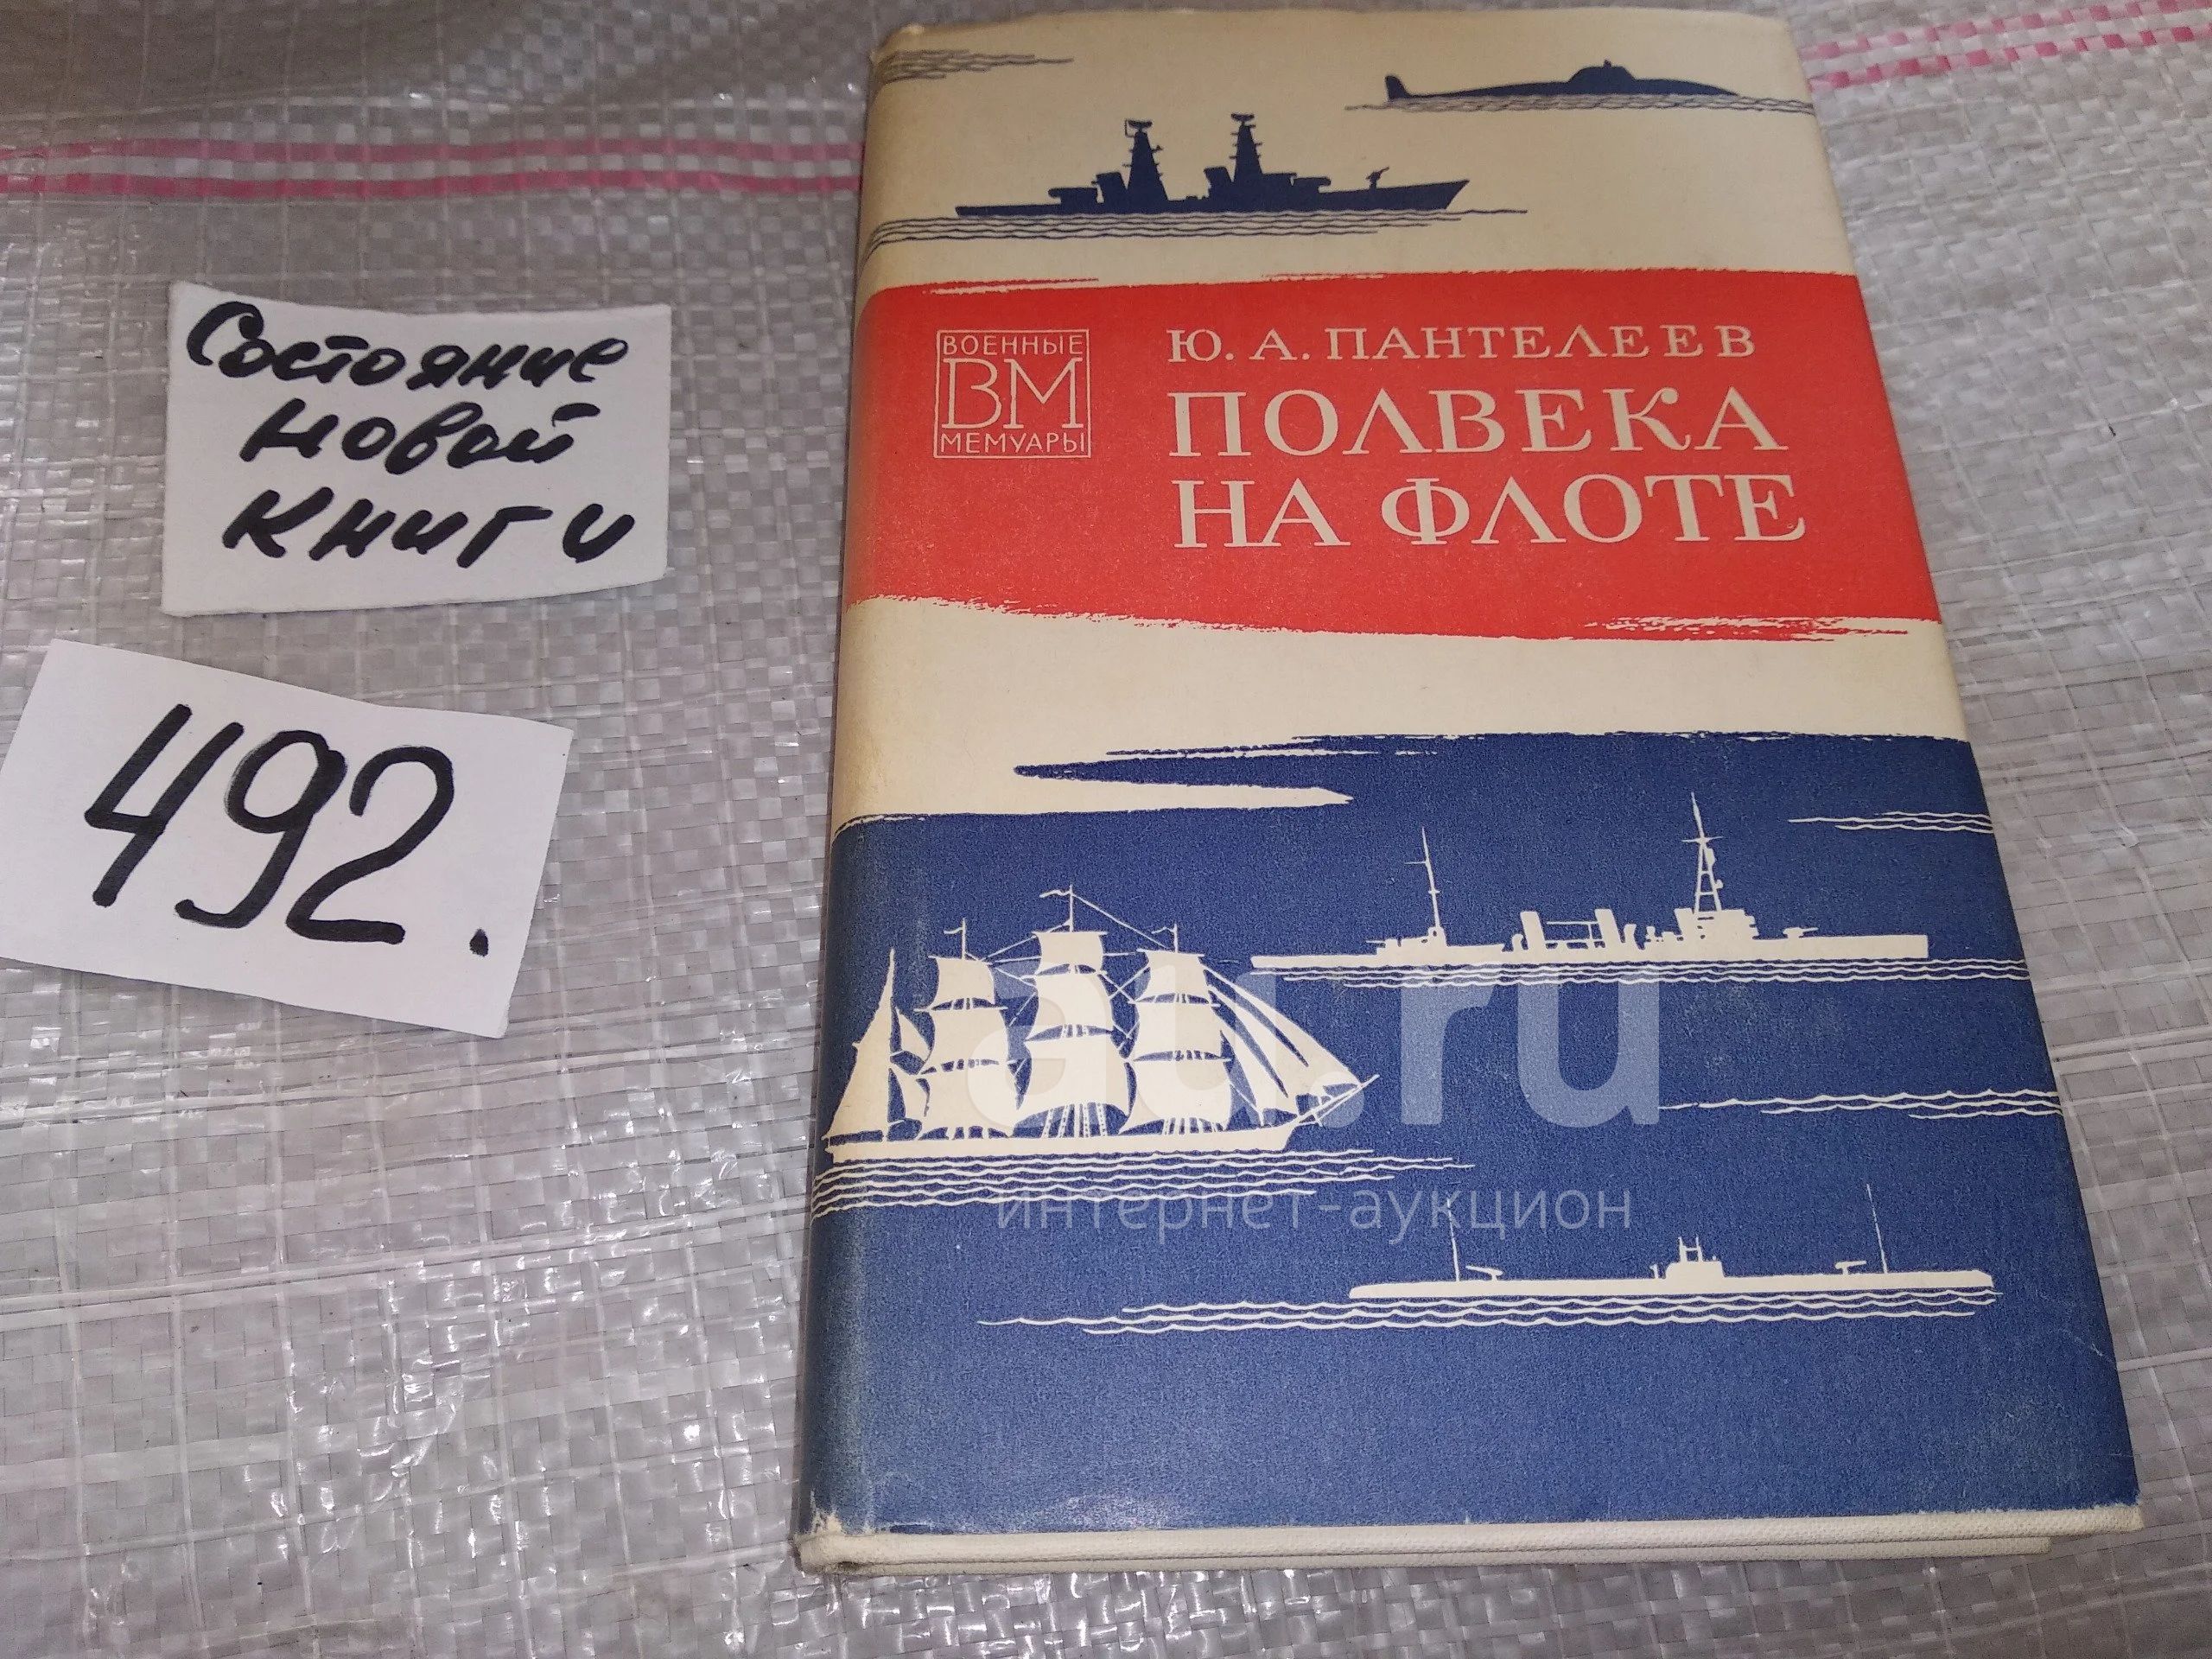 Состояние
новой
книги
492.
ВОЕННЫЕ
ВМ
МЕМУАРЫ
Ю. А. ПАНТЕЛЕЕВ
ПОЛВЕКА
НА ФЛОТЕ
au.ru
интернет-аукцион